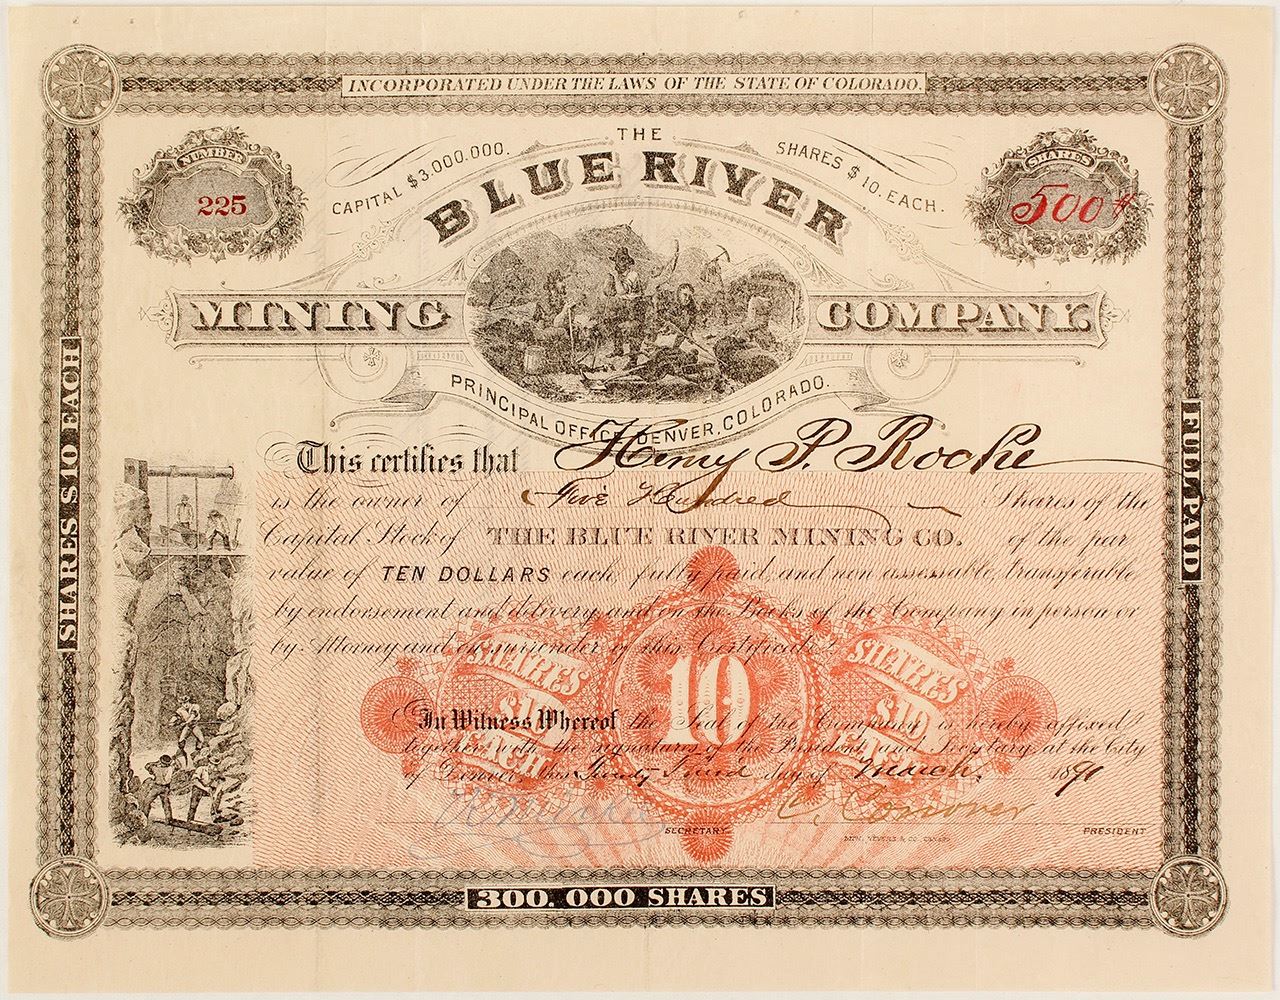 INCORPORATED UNDER THE LAWS OF THE STATE OF COLORADO.
NUMBER
225
CAPITAL $3.000.000.
THE
SHARES $10. EACH.
SHARES
500
BLUE RIVER
MINING COMPANY.
PRINCIPAL OFFICE DENVER, COLORADO.
This certifies that Henry P. Roche
is the owner of Five Hundred Shares of the
Capital Stock of THE BLUE RIVER MINING CO. of the par
value of TEN DOLLARS each, fully paid, and non assessable, transferable
by endorsement and delivery and on the Books of the Company in person or
by Attorney and on surrender of this Certificate.
SHARES $10 EACH
10
SHARES $10 EACH
In Witness Whereof the Seal of the Company is hereby affixed
together with the signatures of the President and Secretary at the City
of Denver, this Twenty day of March, 1890
C. Conover
SECRETARY
PRESIDENT
SHARES $10 EACH
FULL PAID
300.000 SHARES